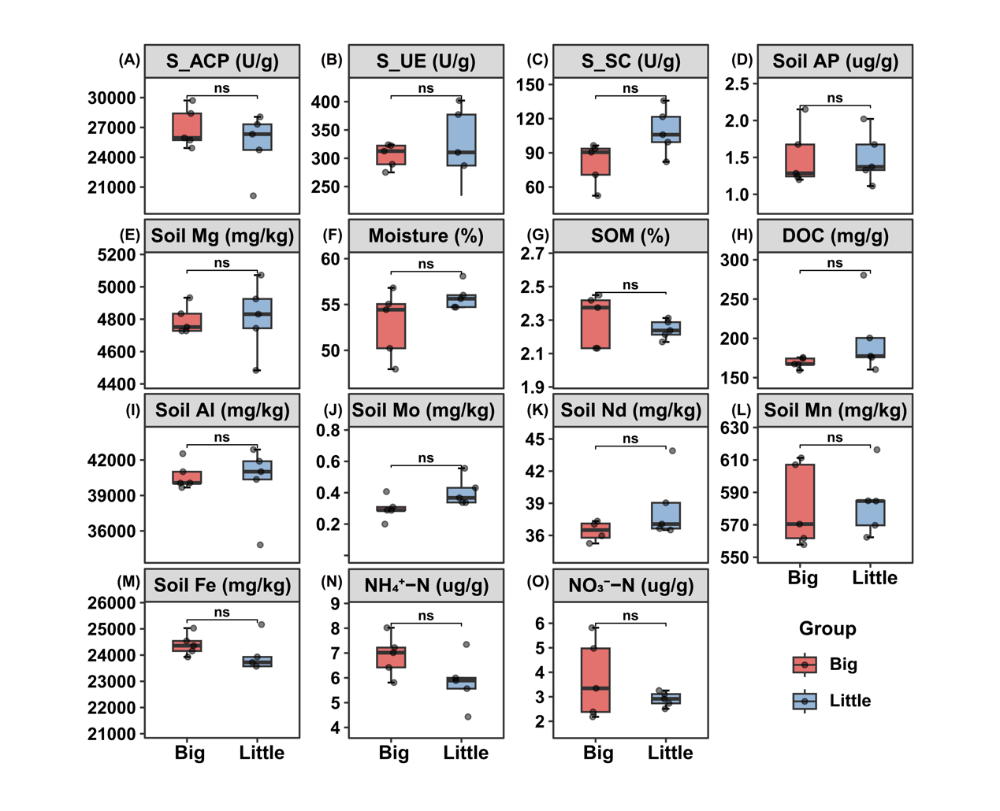 (A) S_ACP (U/g)
ns
30000
27000
24000
21000
(B) S_UE (U/g)
ns
400
350
300
250
(C) S_SC (U/g)
ns
150
120
90
60
(D) Soil AP (ug/g)
ns
2.5
2.0
1.5
1.0
(E) Soil Mg (mg/kg)
ns
5200
5000
4800
4600
4400
(F) Moisture (%)
ns
60
55
50
(G) SOM (%)
ns
2.7
2.5
2.3
2.1
1.9
(H) DOC (mg/g)
ns
300
250
200
150
(I) Soil Al (mg/kg)
ns
42000
39000
36000
(J) Soil Mo (mg/kg)
ns
0.8
0.6
0.4
0.2
(K) Soil Nd (mg/kg)
ns
45
42
39
36
(L) Soil Mn (mg/kg)
ns
630
610
590
570
550
Big Little
(M) Soil Fe (mg/kg)
ns
26000
25000
24000
23000
22000
21000
Big Little
(N) NH₄⁺−N (ug/g)
ns
9
8
7
6
5
4
Big Little
(O) NO₃⁻−N (ug/g)
ns
6
5
4
3
2
Big Little
Group
Big
Little